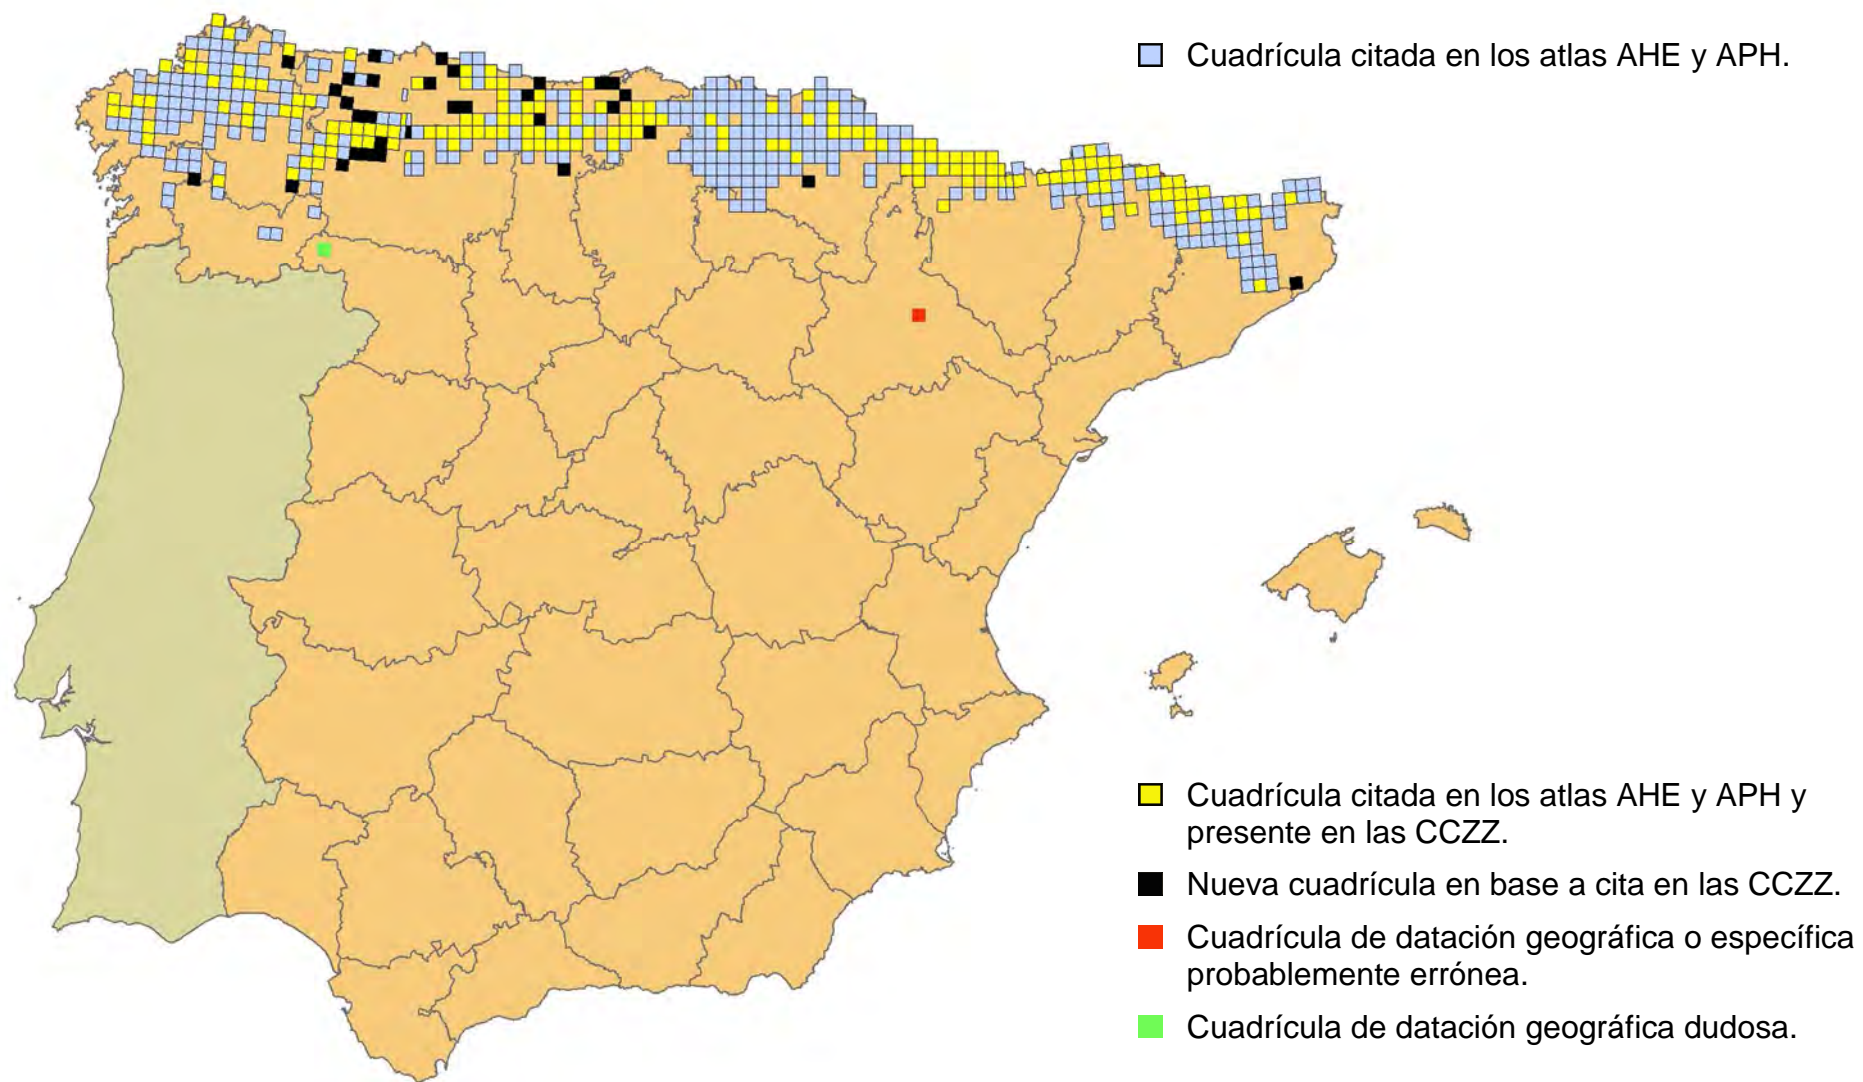 Cuadrícula citada en los atlas AHE y APH.
Cuadrícula citada en los atlas AHE y APH y
presente en las CCZZ.
Nueva cuadrícula en base a cita en las CCZZ.
Cuadrícula de datación geográfica o específica
probablemente errónea.
Cuadrícula de datación geográfica dudosa.